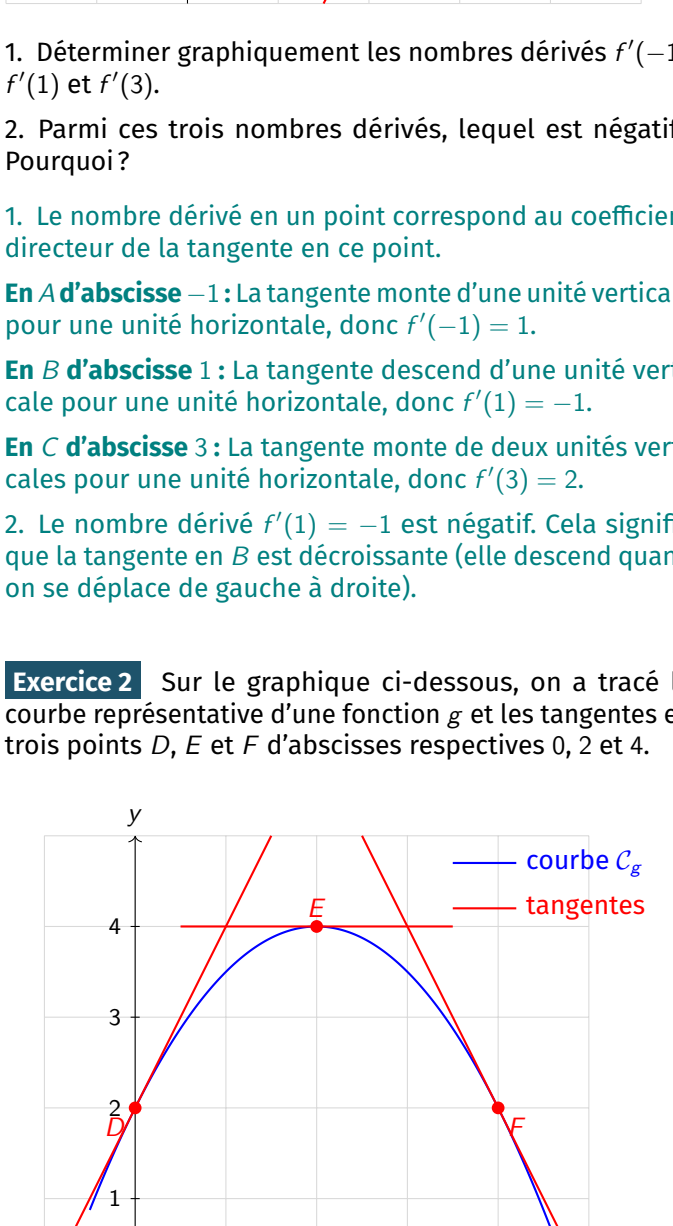 1. Déterminer graphiquement les nombres dérivés f′(−1
f′(1) et f′(3).
2. Parmi ces trois nombres dérivés, lequel est négatif
Pourquoi ?
1. Le nombre dérivé en un point correspond au coefficien
directeur de la tangente en ce point.
En A d'abscisse −1 : La tangente monte d'une unité vertica
pour une unité horizontale, donc f′(−1) = 1.
En B d'abscisse 1 : La tangente descend d'une unité vert
cale pour une unité horizontale, donc f′(1) = −1.
En C d'abscisse 3 : La tangente monte de deux unités vert
cales pour une unité horizontale, donc f′(3) = 2.
2. Le nombre dérivé f′(1) = −1 est négatif. Cela signif
que la tangente en B est décroissante (elle descend quan
on se déplace de gauche à droite).
Exercice 2 Sur le graphique ci-dessous, on a tracé l
courbe représentative d'une fonction g et les tangentes e
trois points D, E et F d'abscisses respectives 0, 2 et 4.
y
courbe 𝒞g
tangentes
E
4
3
2
D
F
1